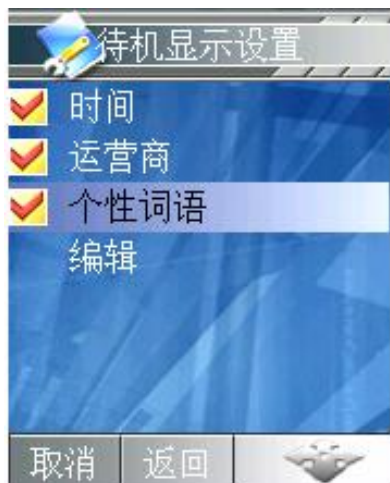 待机显示设置
时间
运营商
个性词语
编辑
取消 返回